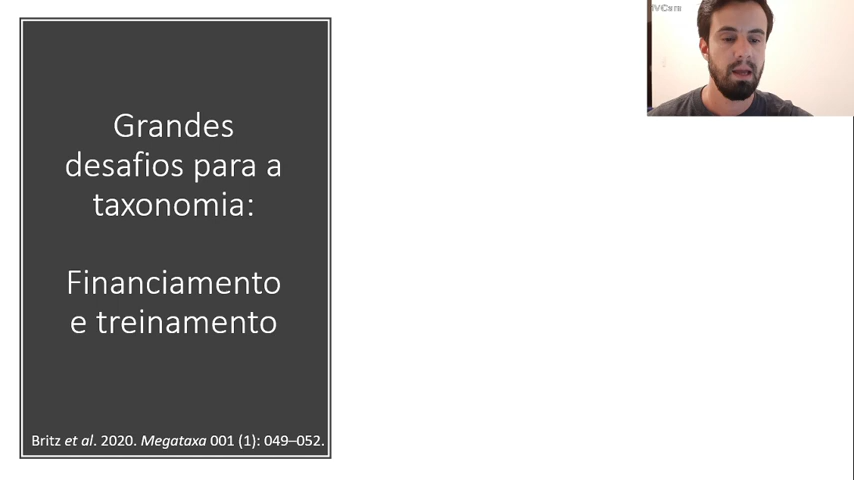 Grandes
desafios para a
taxonomia:
Financiamento
e treinamento
Britz et al. 2020. Megataxa 001 (1): 049–052.